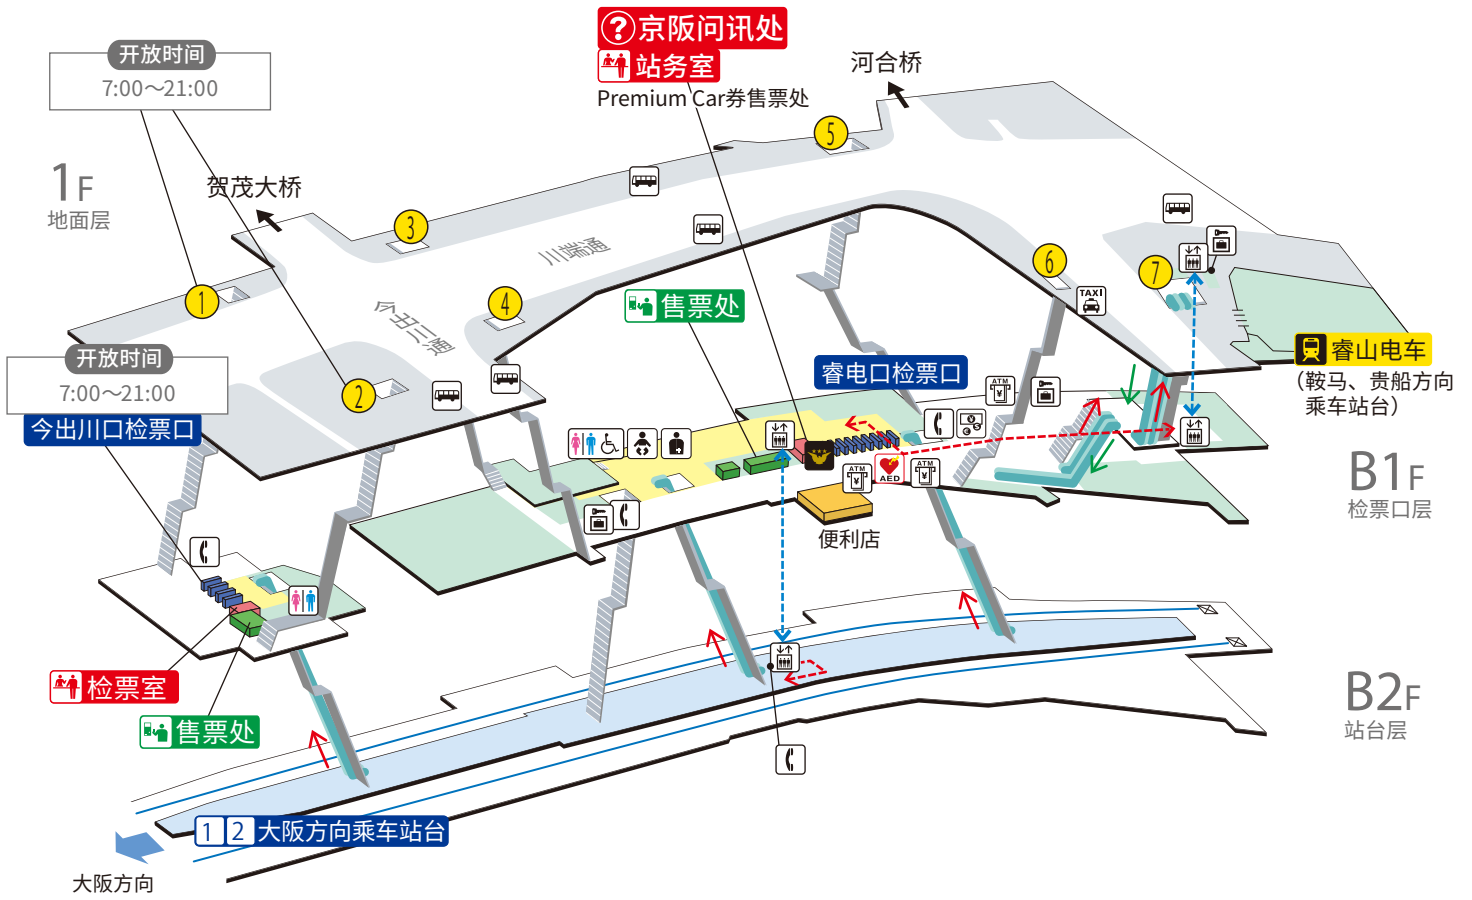 京阪问讯处
站务室
Premium Car券售票处
开放时间
7:00～21:00
河合桥
1F
地面层
贺茂大桥
5
3
川端通
1
4
6
7
TAXI
今出川通
售票处
开放时间
7:00～21:00
2
睿山电车
（鞍马、贵船方向
乘车站台）
睿电口检票口
ATM
今出川口检票口
ATM
AED
ATM
B1F
检票口层
便利店
检票室
售票处
B2F
站台层
1 2 大阪方向乘车站台
大阪方向